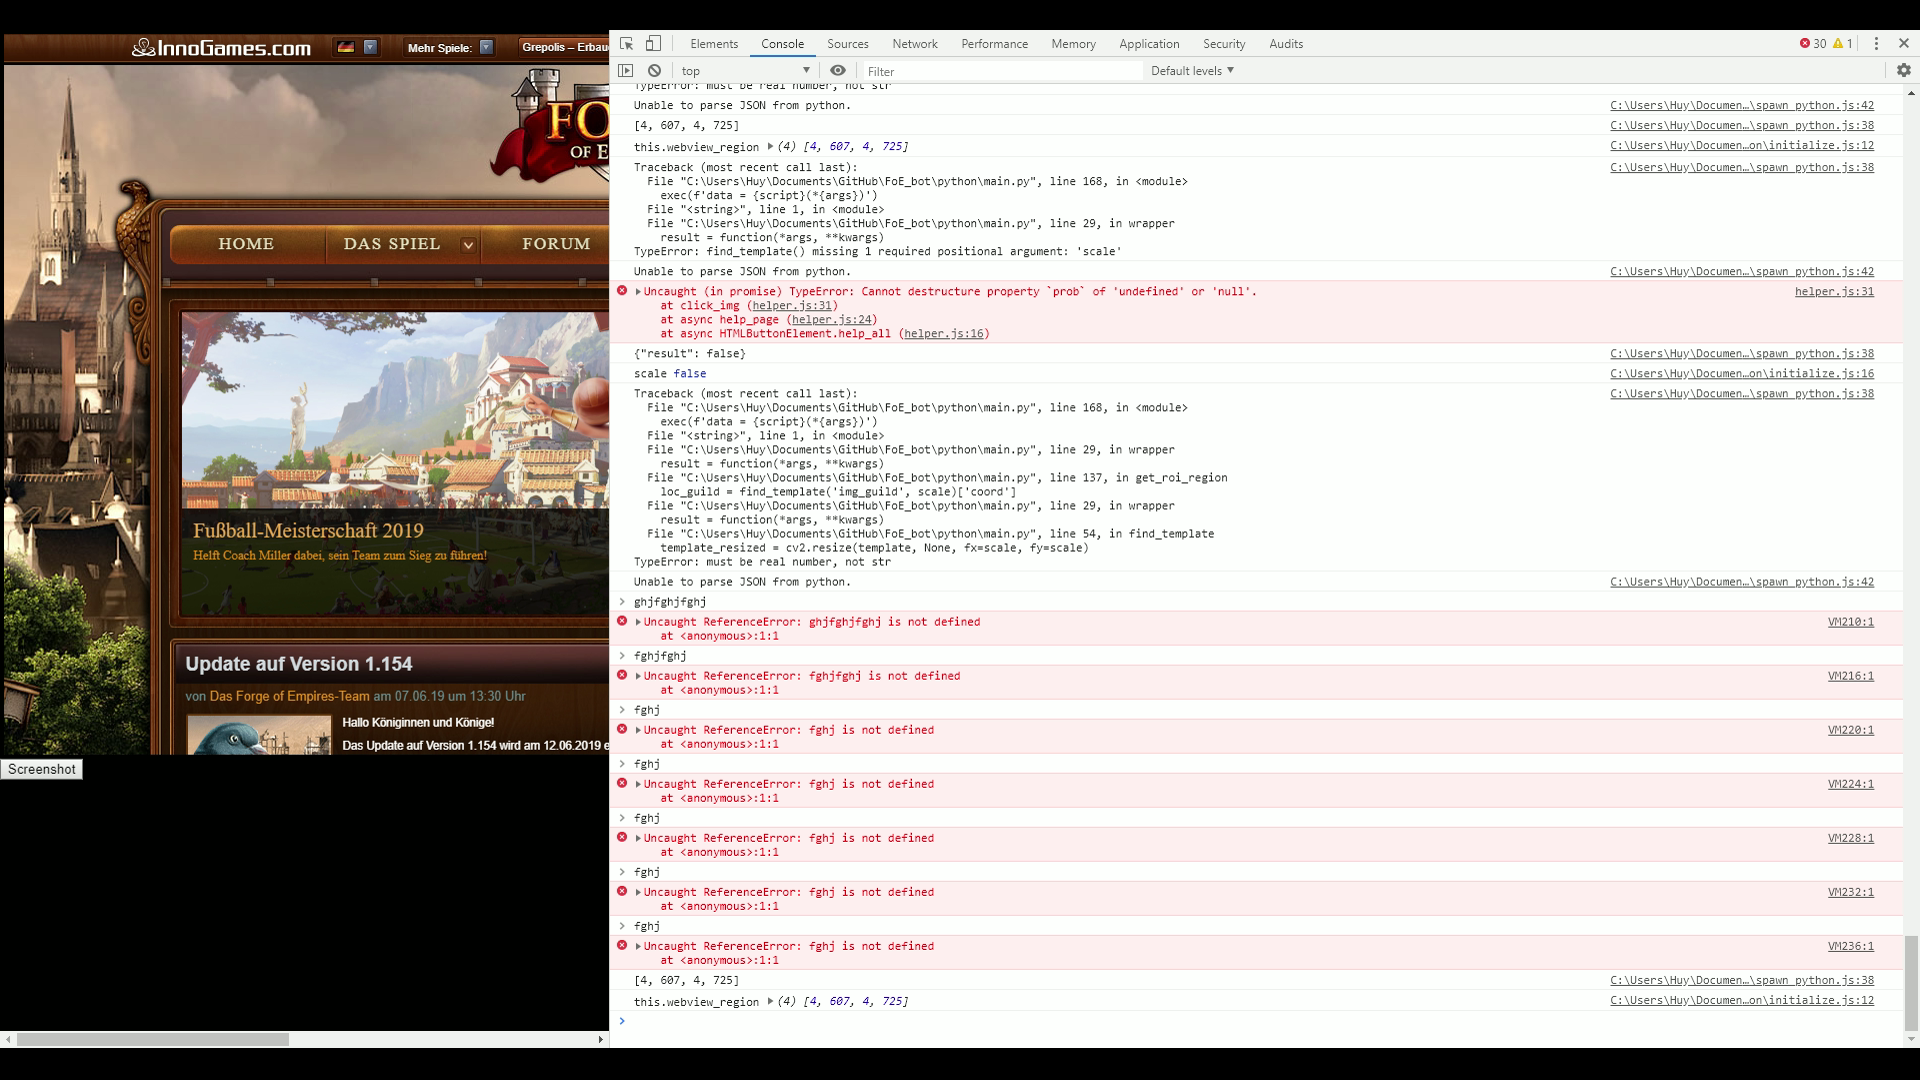 InnoGames.com
Mehr Spiele:
Grepolis – Erbau
FO
OF E
HOME
DAS SPIEL
FORUM
Fußball-Meisterschaft 2019
Helft Coach Miller dabei, sein Team zum Sieg zu führen!
Update auf Version 1.154
von Das Forge of Empires-Team am 07.06.19 um 13:30 Uhr
Hallo Königinnen und Könige!
Das Update auf Version 1.154 wird am 12.06.2019 e
Screenshot
Elements Console Sources Network Performance Memory Application Security Audits 30 1
top Filter Default levels
TypeError: must be real number, not str
Unable to parse JSON from python. C:\Users\Huy\Documen…\spawn_python.js:42
[4, 607, 4, 725] C:\Users\Huy\Documen…\spawn_python.js:38
this.webview_region (4) [4, 607, 4, 725] C:\Users\Huy\Documen…on\initialize.js:12
Traceback (most recent call last): C:\Users\Huy\Documen…\spawn_python.js:38
File "C:\Users\Huy\Documents\GitHub\FoE_bot\python\main.py", line 168, in <module>
exec(f'data = {script}(*{args})')
File "<string>", line 1, in <module>
File "C:\Users\Huy\Documents\GitHub\FoE_bot\python\main.py", line 29, in wrapper
result = function(*args, **kwargs)
TypeError: find_template() missing 1 required positional argument: 'scale'
Unable to parse JSON from python. C:\Users\Huy\Documen…\spawn_python.js:42
Uncaught (in promise) TypeError: Cannot destructure property `prob` of 'undefined' or 'null'. helper.js:31
at click_img (helper.js:31)
at async help_page (helper.js:24)
at async HTMLButtonElement.help_all (helper.js:16)
{"result": false} C:\Users\Huy\Documen…\spawn_python.js:38
scale false C:\Users\Huy\Documen…on\initialize.js:16
Traceback (most recent call last): C:\Users\Huy\Documen…\spawn_python.js:38
File "C:\Users\Huy\Documents\GitHub\FoE_bot\python\main.py", line 168, in <module>
exec(f'data = {script}(*{args})')
File "<string>", line 1, in <module>
File "C:\Users\Huy\Documents\GitHub\FoE_bot\python\main.py", line 29, in wrapper
result = function(*args, **kwargs)
File "C:\Users\Huy\Documents\GitHub\FoE_bot\python\main.py", line 137, in get_roi_region
loc_guild = find_template('img_guild', scale)['coord']
File "C:\Users\Huy\Documents\GitHub\FoE_bot\python\main.py", line 29, in wrapper
result = function(*args, **kwargs)
File "C:\Users\Huy\Documents\GitHub\FoE_bot\python\main.py", line 54, in find_template
template_resized = cv2.resize(template, None, fx=scale, fy=scale)
TypeError: must be real number, not str
Unable to parse JSON from python. C:\Users\Huy\Documen…\spawn_python.js:42
ghjfghjfghj
Uncaught ReferenceError: ghjfghjfghj is not defined VM210:1
at <anonymous>:1:1
fghjfghj
Uncaught ReferenceError: fghjfghj is not defined VM216:1
at <anonymous>:1:1
fghj
Uncaught ReferenceError: fghj is not defined VM220:1
at <anonymous>:1:1
fghj
Uncaught ReferenceError: fghj is not defined VM224:1
at <anonymous>:1:1
fghj
Uncaught ReferenceError: fghj is not defined VM228:1
at <anonymous>:1:1
fghj
Uncaught ReferenceError: fghj is not defined VM232:1
at <anonymous>:1:1
fghj
Uncaught ReferenceError: fghj is not defined VM236:1
at <anonymous>:1:1
[4, 607, 4, 725] C:\Users\Huy\Documen…\spawn_python.js:38
this.webview_region (4) [4, 607, 4, 725] C:\Users\Huy\Documen…on\initialize.js:12